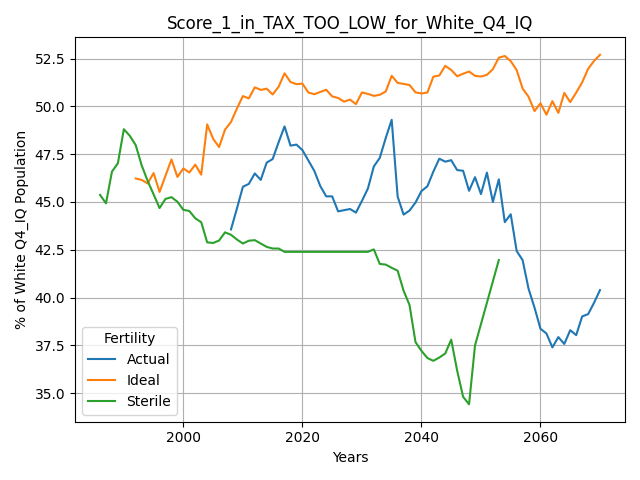 Score_1_in_TAX_TOO_LOW_for_White_Q4_IQ
% of White Q4_IQ Population
52.5
50.0
47.5
45.0
42.5
40.0
37.5
35.0
Fertility
Actual
Ideal
Sterile
2000 2020 2040 2060
Years